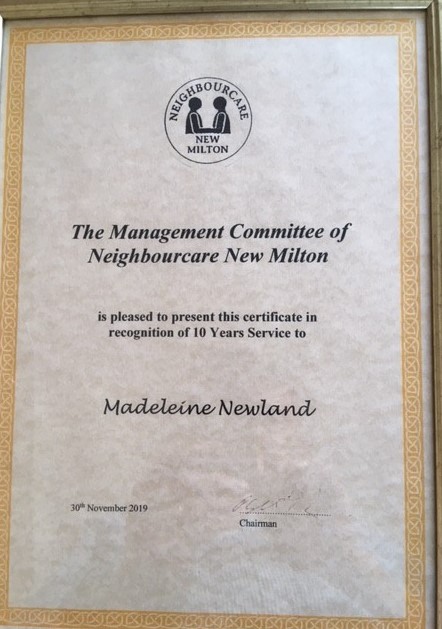 NEIGHBOURCARE
NEW
MILTON
The Management Committee of
Neighbourcare New Milton
is pleased to present this certificate in
recognition of 10 Years Service to
Madeleine Newland
30th November 2019
Chairman